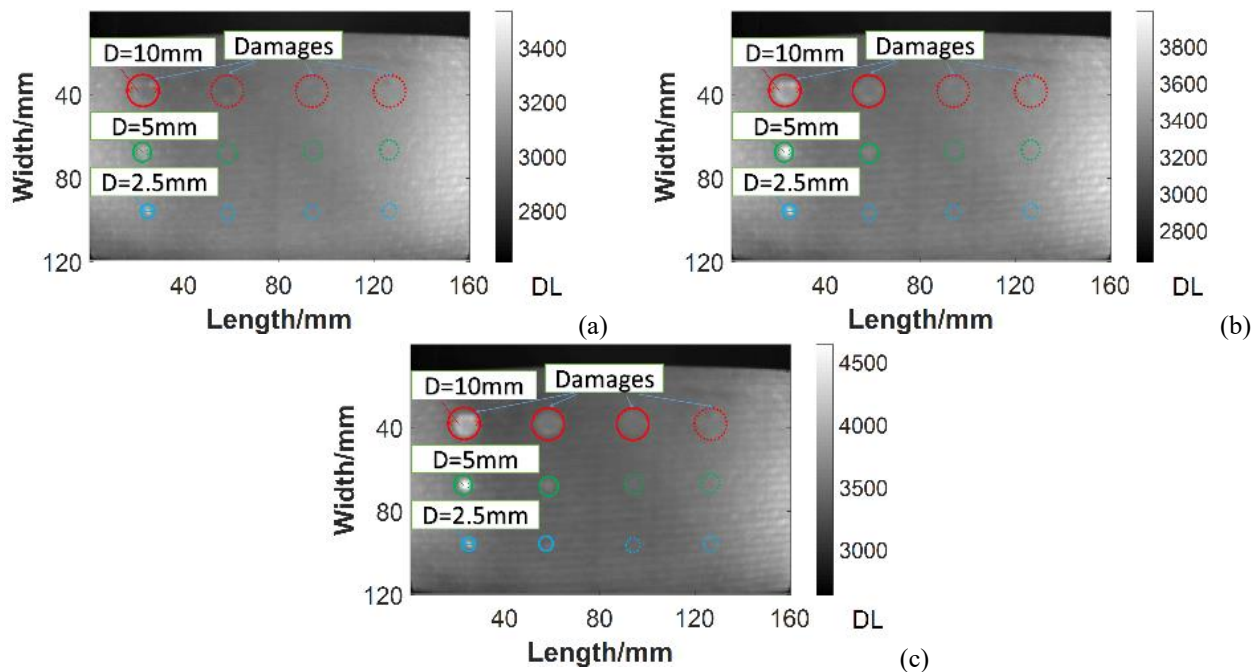 D=10mm
Damages
D=5mm
D=2.5mm
40
80
120
Width/mm
40
80
120
160
Length/mm
3400
3200
3000
2800
DL
(a)
D=10mm
Damages
D=5mm
D=2.5mm
40
80
120
Width/mm
40
80
120
160
Length/mm
3800
3600
3400
3200
3000
2800
DL
(b)
D=10mm
Damages
D=5mm
D=2.5mm
40
80
120
Width/mm
40
80
120
160
Length/mm
4500
4000
3500
3000
DL
(c)